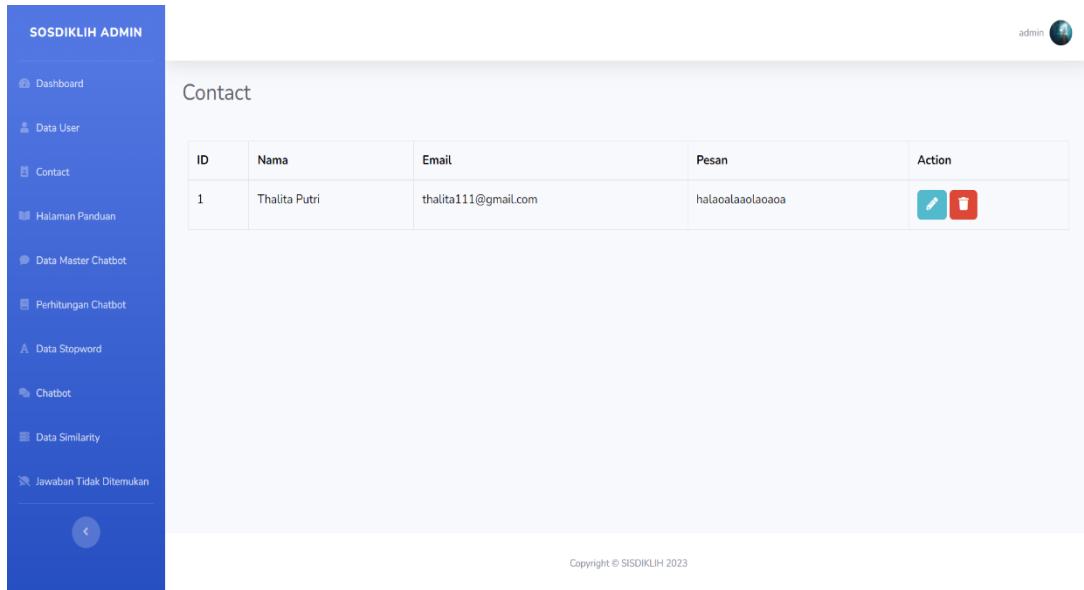 SOSDIKLIH ADMIN
admin
Dashboard
Data User
Contact
Halaman Panduan
Data Master Chatbot
Perhitungan Chatbot
Data Stopword
Chatbot
Data Similarity
Jawaban Tidak Ditemukan
Contact
ID Nama Email Pesan Action
1 Thalita Putri thalita111@gmail.com halaoalaaolaoaoa
Copyright © SISDIKLIH 2023